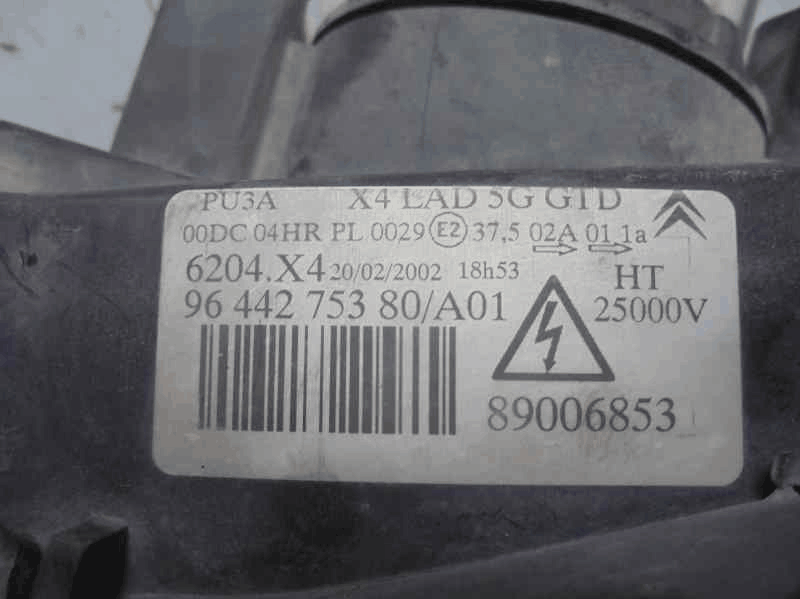 PU3A X4 LAD 5G GTD
00DC 04HR PL 0029 E2 37,5 02A 01 1a
6204.X4 20/02/2002 18h53 HT
96 442 753 80/A01 25000V
89006853